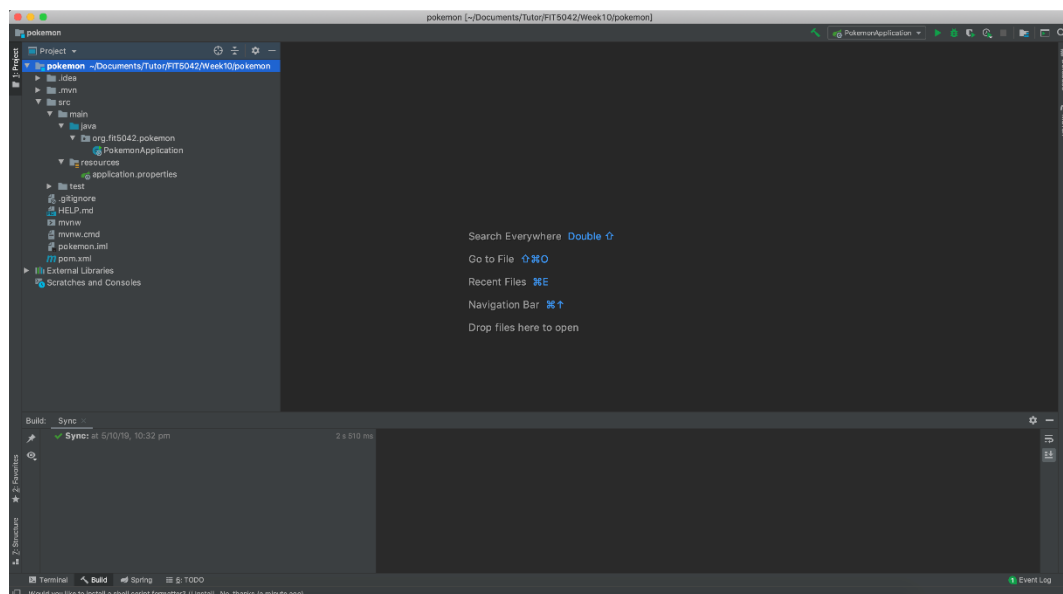 pokemon [~/Documents/Tutor/FIT5042/Week10/pokemon]
pokemon
PokemonApplication
1: Project
Project
pokemon ~/Documents/Tutor/FIT5042/Week10/pokemon
.idea
.mvn
src
main
java
org.fit5042.pokemon
PokemonApplication
resources
application.properties
test
.gitignore
HELP.md
mvnw
mvnw.cmd
pokemon.iml
pom.xml
External Libraries
Scratches and Consoles
Search Everywhere Double ⇧
Go to File ⇧⌘O
Recent Files ⌘E
Navigation Bar ⌘↑
Drop files here to open
Build: Sync
Sync: at 5/10/19, 10:32 pm 2 s 510 ms
2: Favorites
7: Structure
Terminal Build Spring 6: TODO
1 Event Log